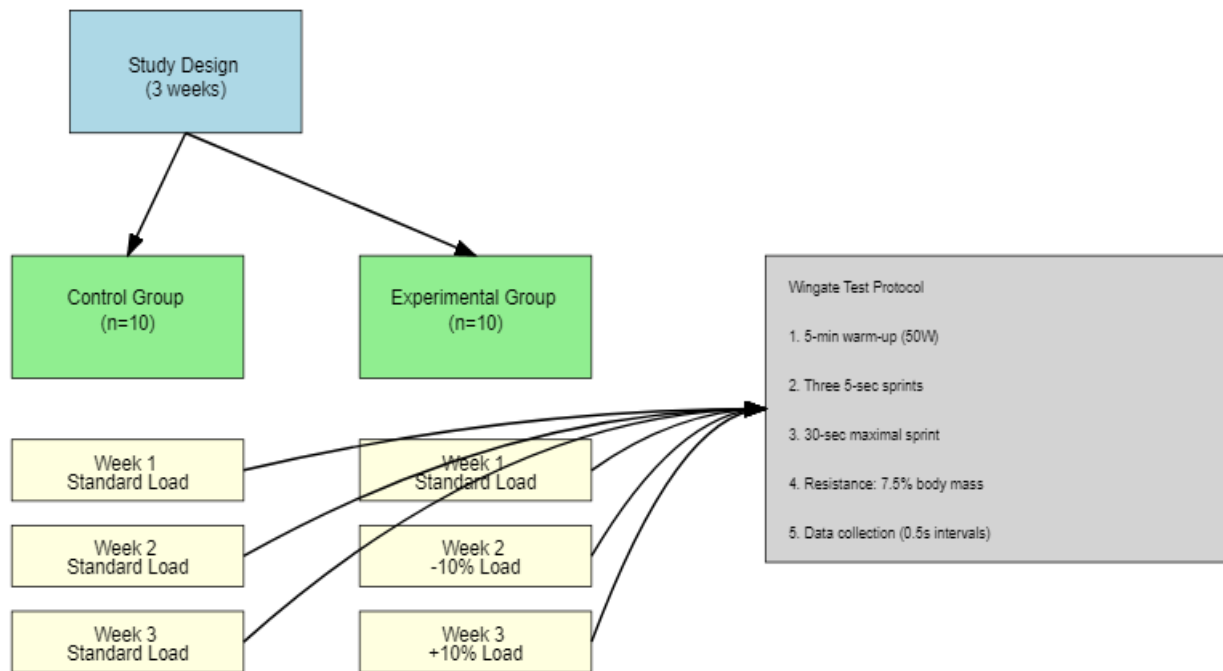 Study Design
(3 weeks)
Control Group
(n=10)
Experimental Group
(n=10)
Week 1
Standard Load
Week 2
Standard Load
Week 3
Standard Load
Week 1
Standard Load
Week 2
-10% Load
Week 3
+10% Load
Wingate Test Protocol
1. 5-min warm-up (50W)
2. Three 5-sec sprints
3. 30-sec maximal sprint
4. Resistance: 7.5% body mass
5. Data collection (0.5s intervals)